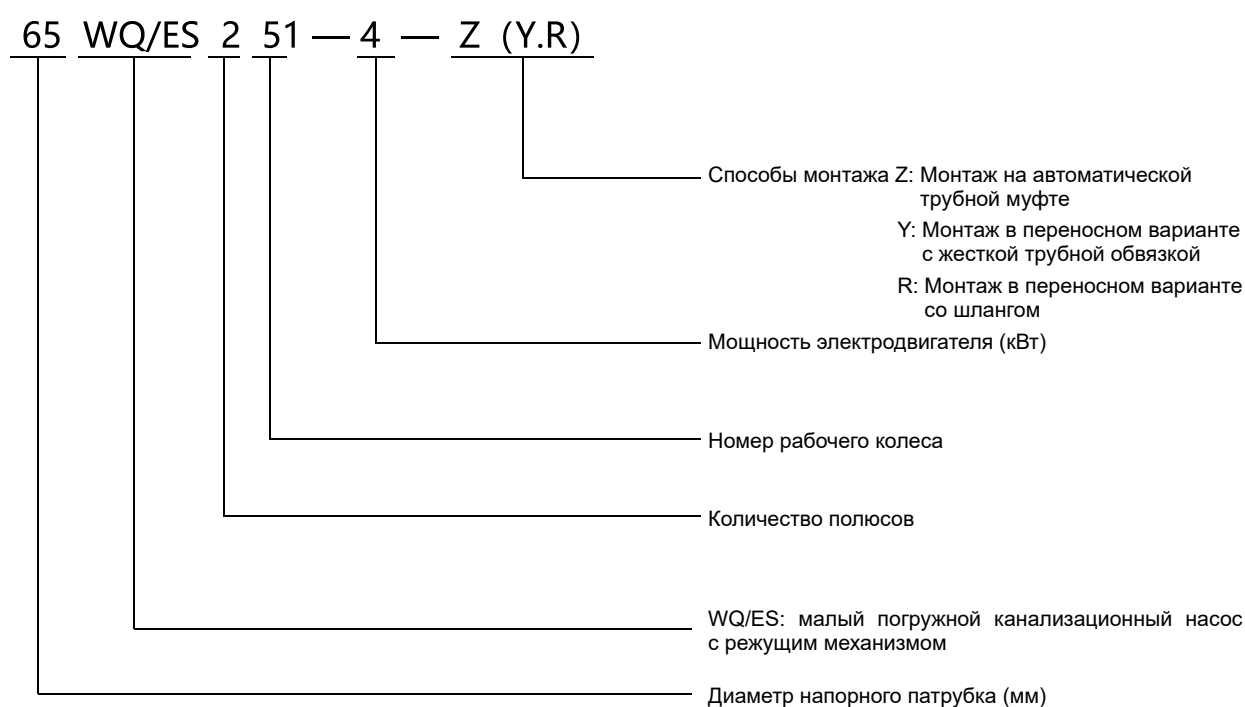 65 WQ/ES 2 51 — 4 — Z (Y.R)
Способы монтажа Z: Монтаж на автоматической
трубной муфте
Y: Монтаж в переносном варианте
с жесткой трубной обвязкой
R: Монтаж в переносном варианте
со шлангом
Мощность электродвигателя (кВт)
Номер рабочего колеса
Количество полюсов
WQ/ES: малый погружной канализационный насос
с режущим механизмом
Диаметр напорного патрубка (мм)